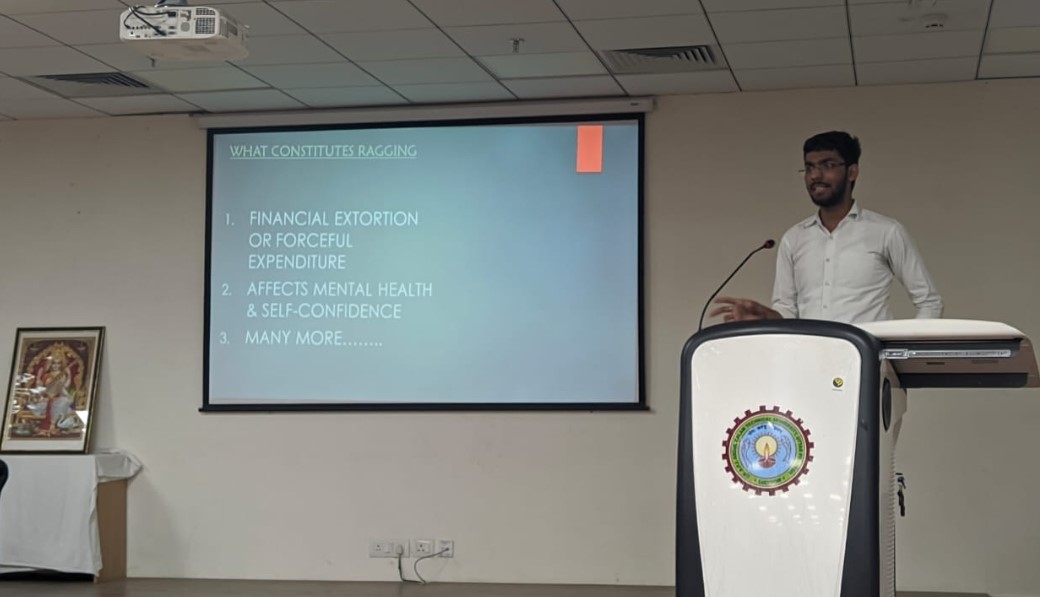 WHAT CONSTITUTES RAGGING
1. FINANCIAL EXTORTION
OR FORCEFUL
EXPENDITURE
2. AFFECTS MENTAL HEALTH
& SELF-CONFIDENCE
3. MANY MORE........